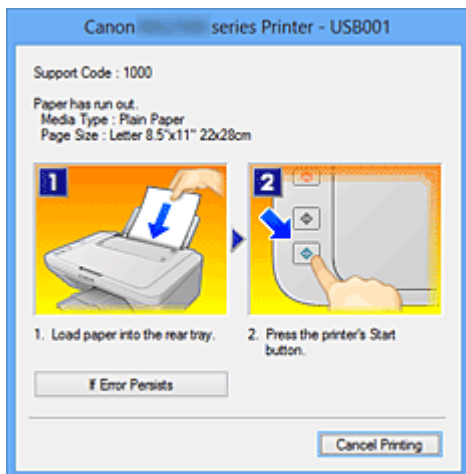 Canon series Printer - USB001
Support Code : 1000
Paper has run out.
Media Type : Plain Paper
Page Size : Letter 8.5"x11" 22x28cm
1
2
1. Load paper into the rear tray.
2. Press the printer's Start
button.
If Error Persists
Cancel Printing